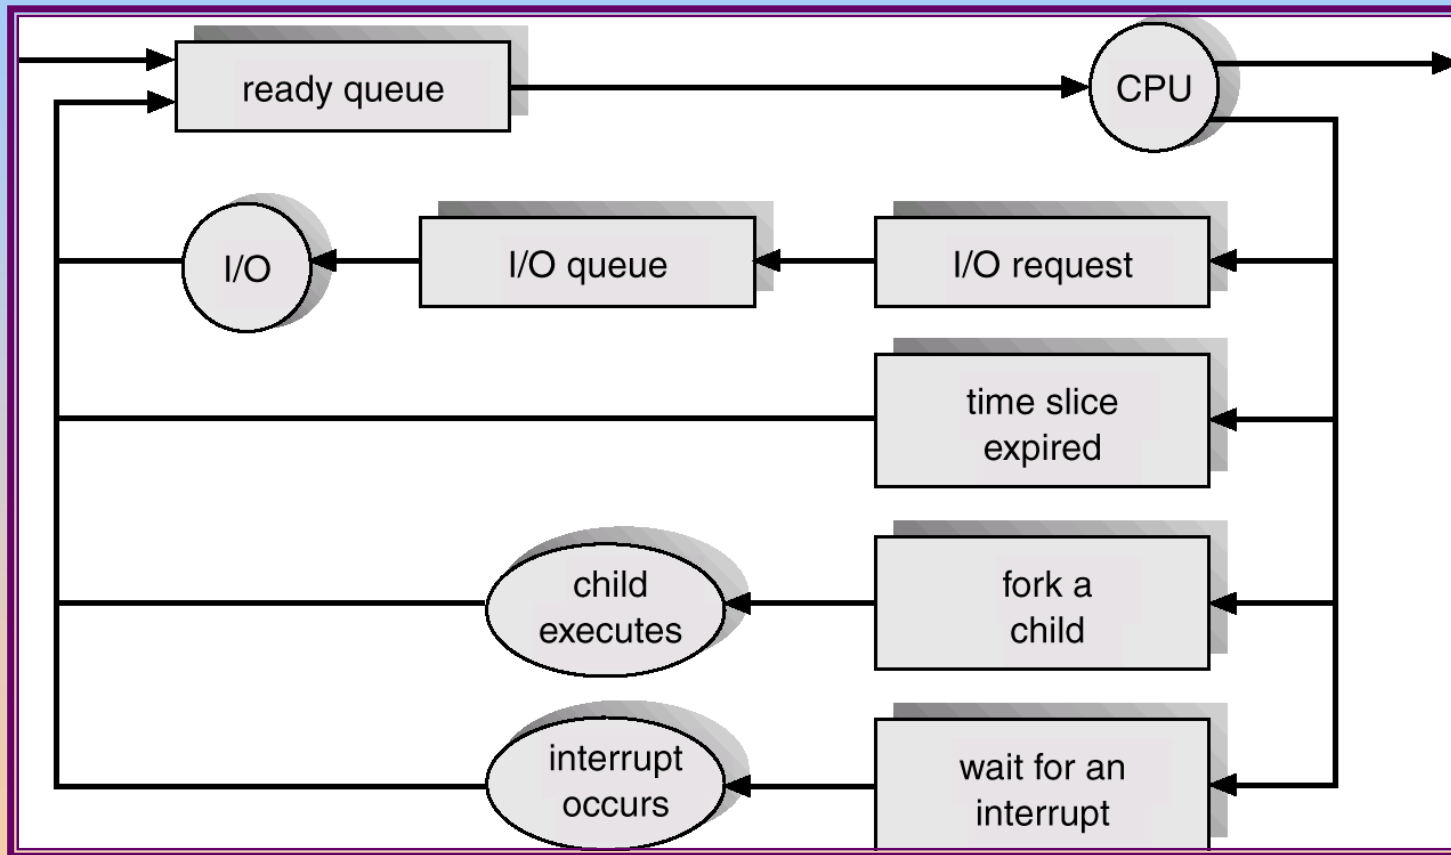 ready queue
CPU
I/O
I/O queue
I/O request
time slice
expired
child
executes
fork a
child
interrupt
occurs
wait for an
interrupt